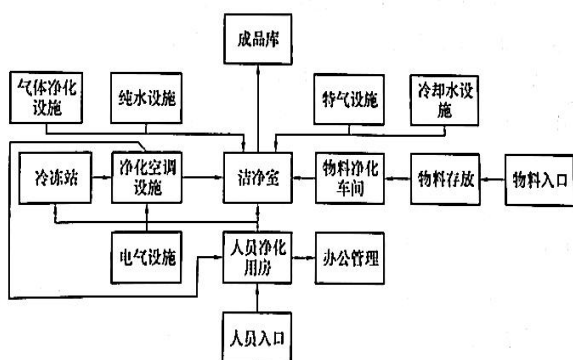 成品库
气体净化
设施
纯水设施
特气设施
冷却水设
施
冷冻站
净化空调
设施
洁净室
物料净化
车间
物料存放
物料入口
电气设施
人员净化
用房
办公管理
人员入口